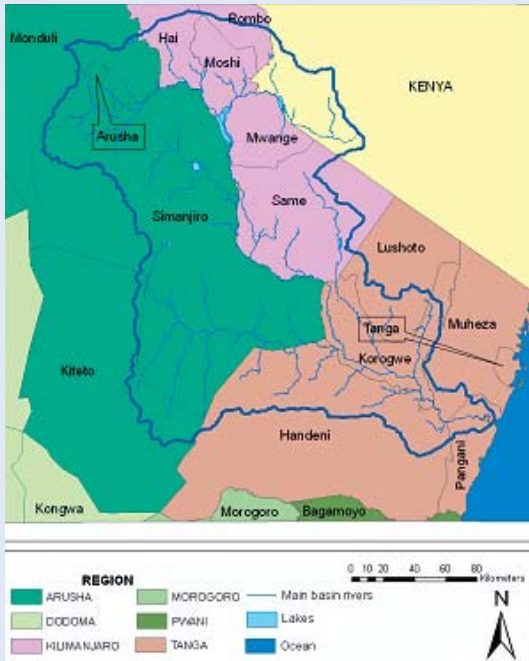 Rombo
Monduli
Hai
Moshi
KENYA
Arusha
Mwange
Same
Simanjiro
Lushoto
Tanga
Muheza
Korogwe
Kiteto
Handeni
Pangani
Kongwa
Morogoro
Bagamoyo
0 10 20 40 60 80
Kilometers
REGION
ARUSHA
MOROGORO
Main basin rivers
N
DODOMA
PWANI
Lakes
KILIMANJARO
TANGA
Ocean